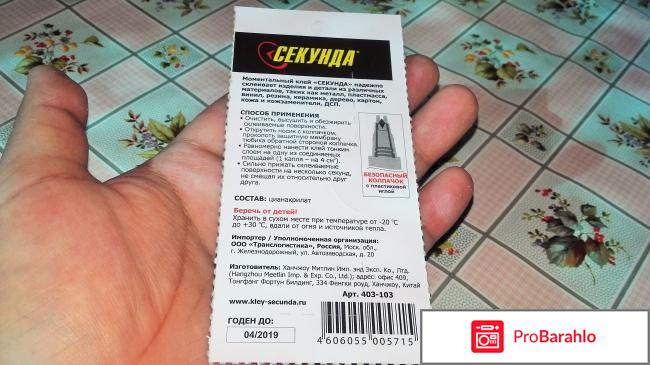 СЕКУНДА
Моментальный клей «СЕКУНДА» надежно
склеивает изделия и детали из различных
материалов, таких как металл, пластмасса,
винил, резина, керамика, дерево, картон,
кожа и кожзаменители, ДСП.
СПОСОБ ПРИМЕНЕНИЯ
• Очистить, высушить и обезжирить
склеиваемые поверхности.
• Открутить носик с колпачком,
проколоть защитную мембрану
тюбика обратной стороной колпачка.
• Равномерно нанести клей тонким
слоем на одну из соединяемых
площадей (1 капля – на 4 см²).
• Сильно прижать склеиваемые
поверхности на несколько секунд,
не смещая их относительно друг
друга.
БЕЗОПАСНЫЙ
КОЛПАЧОК
с пластиковой
иглой
СОСТАВ: цианакрилат
Беречь от детей!
Хранить в сухом месте при температуре от -20 °С
до +30 °С, вдали от огня и источников тепла.
Импортер / Уполномоченная организация:
ООО «Транслогистика», Россия, Моск. обл.,
г. Железнодорожный, ул. Автозаводская, д. 20
Изготовитель: Ханчжоу Митлин Имп. энд Эксп. Ко., Лтд.
(Hangzhou Meetlin Imp. & Exp. Co., Ltd.); адрес: офис 409,
Тонгфанг Фортун Билдинг, 334 Фенгки роуд, Ханчжоу, Китай
Арт. 403-103
www.kley-secunda.ru
ГОДЕН ДО:
04/2019
4 606055 005715
ProBarahlo